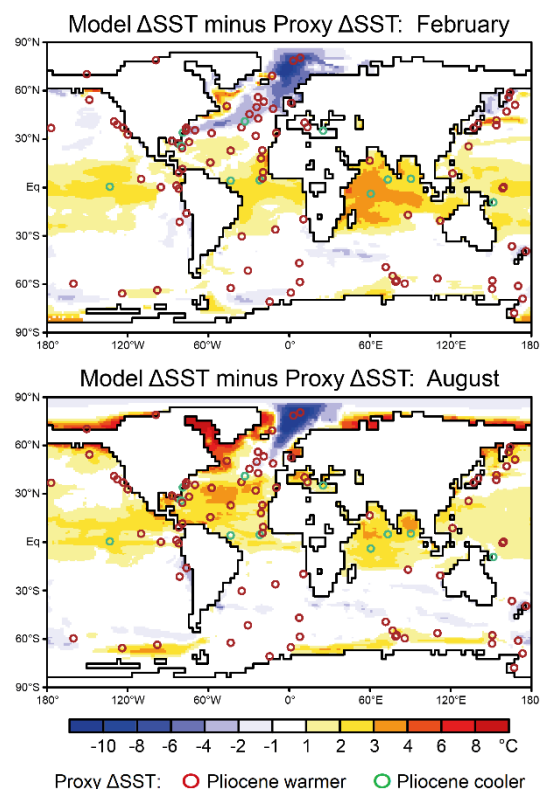 Model ΔSST minus Proxy ΔSST: February
90°N
60°N
30°N
Eq
30°S
60°S
90°S
180° 120°W 60°W 0° 60°E 120°E 180°
Model ΔSST minus Proxy ΔSST: August
90°N
60°N
30°N
Eq
30°S
60°S
90°S
180° 120°W 60°W 0° 60°E 120°E 180°
-10 -8 -6 -4 -2 -1 1 2 3 4 6 8 °C
Proxy ΔSST: Pliocene warmer Pliocene cooler